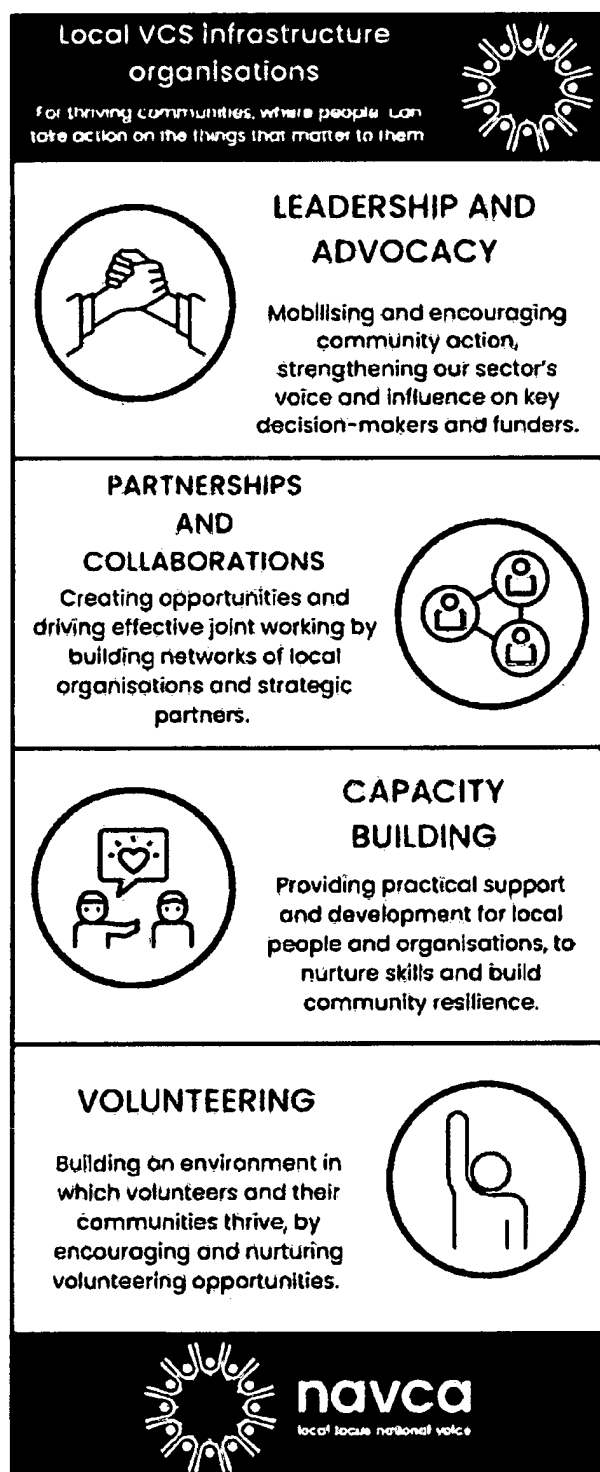 Local VCS infrastructure
organisations
For thriving communities, where people can
take action on the things that matter to them
LEADERSHIP AND
ADVOCACY
Mobilising and encouraging
community action,
strengthening our sector's
voice and influence on key
decision-makers and funders.
PARTNERSHIPS
AND
COLLABORATIONS
Creating opportunities and
driving effective joint working by
building networks of local
organisations and strategic
partners.
CAPACITY
BUILDING
Providing practical support
and development for local
people and organisations, to
nurture skills and build
community resilience.
VOLUNTEERING
Building an environment in
which volunteers and their
communities thrive, by
encouraging and nurturing
volunteering opportunities.
navca
local focus national voice